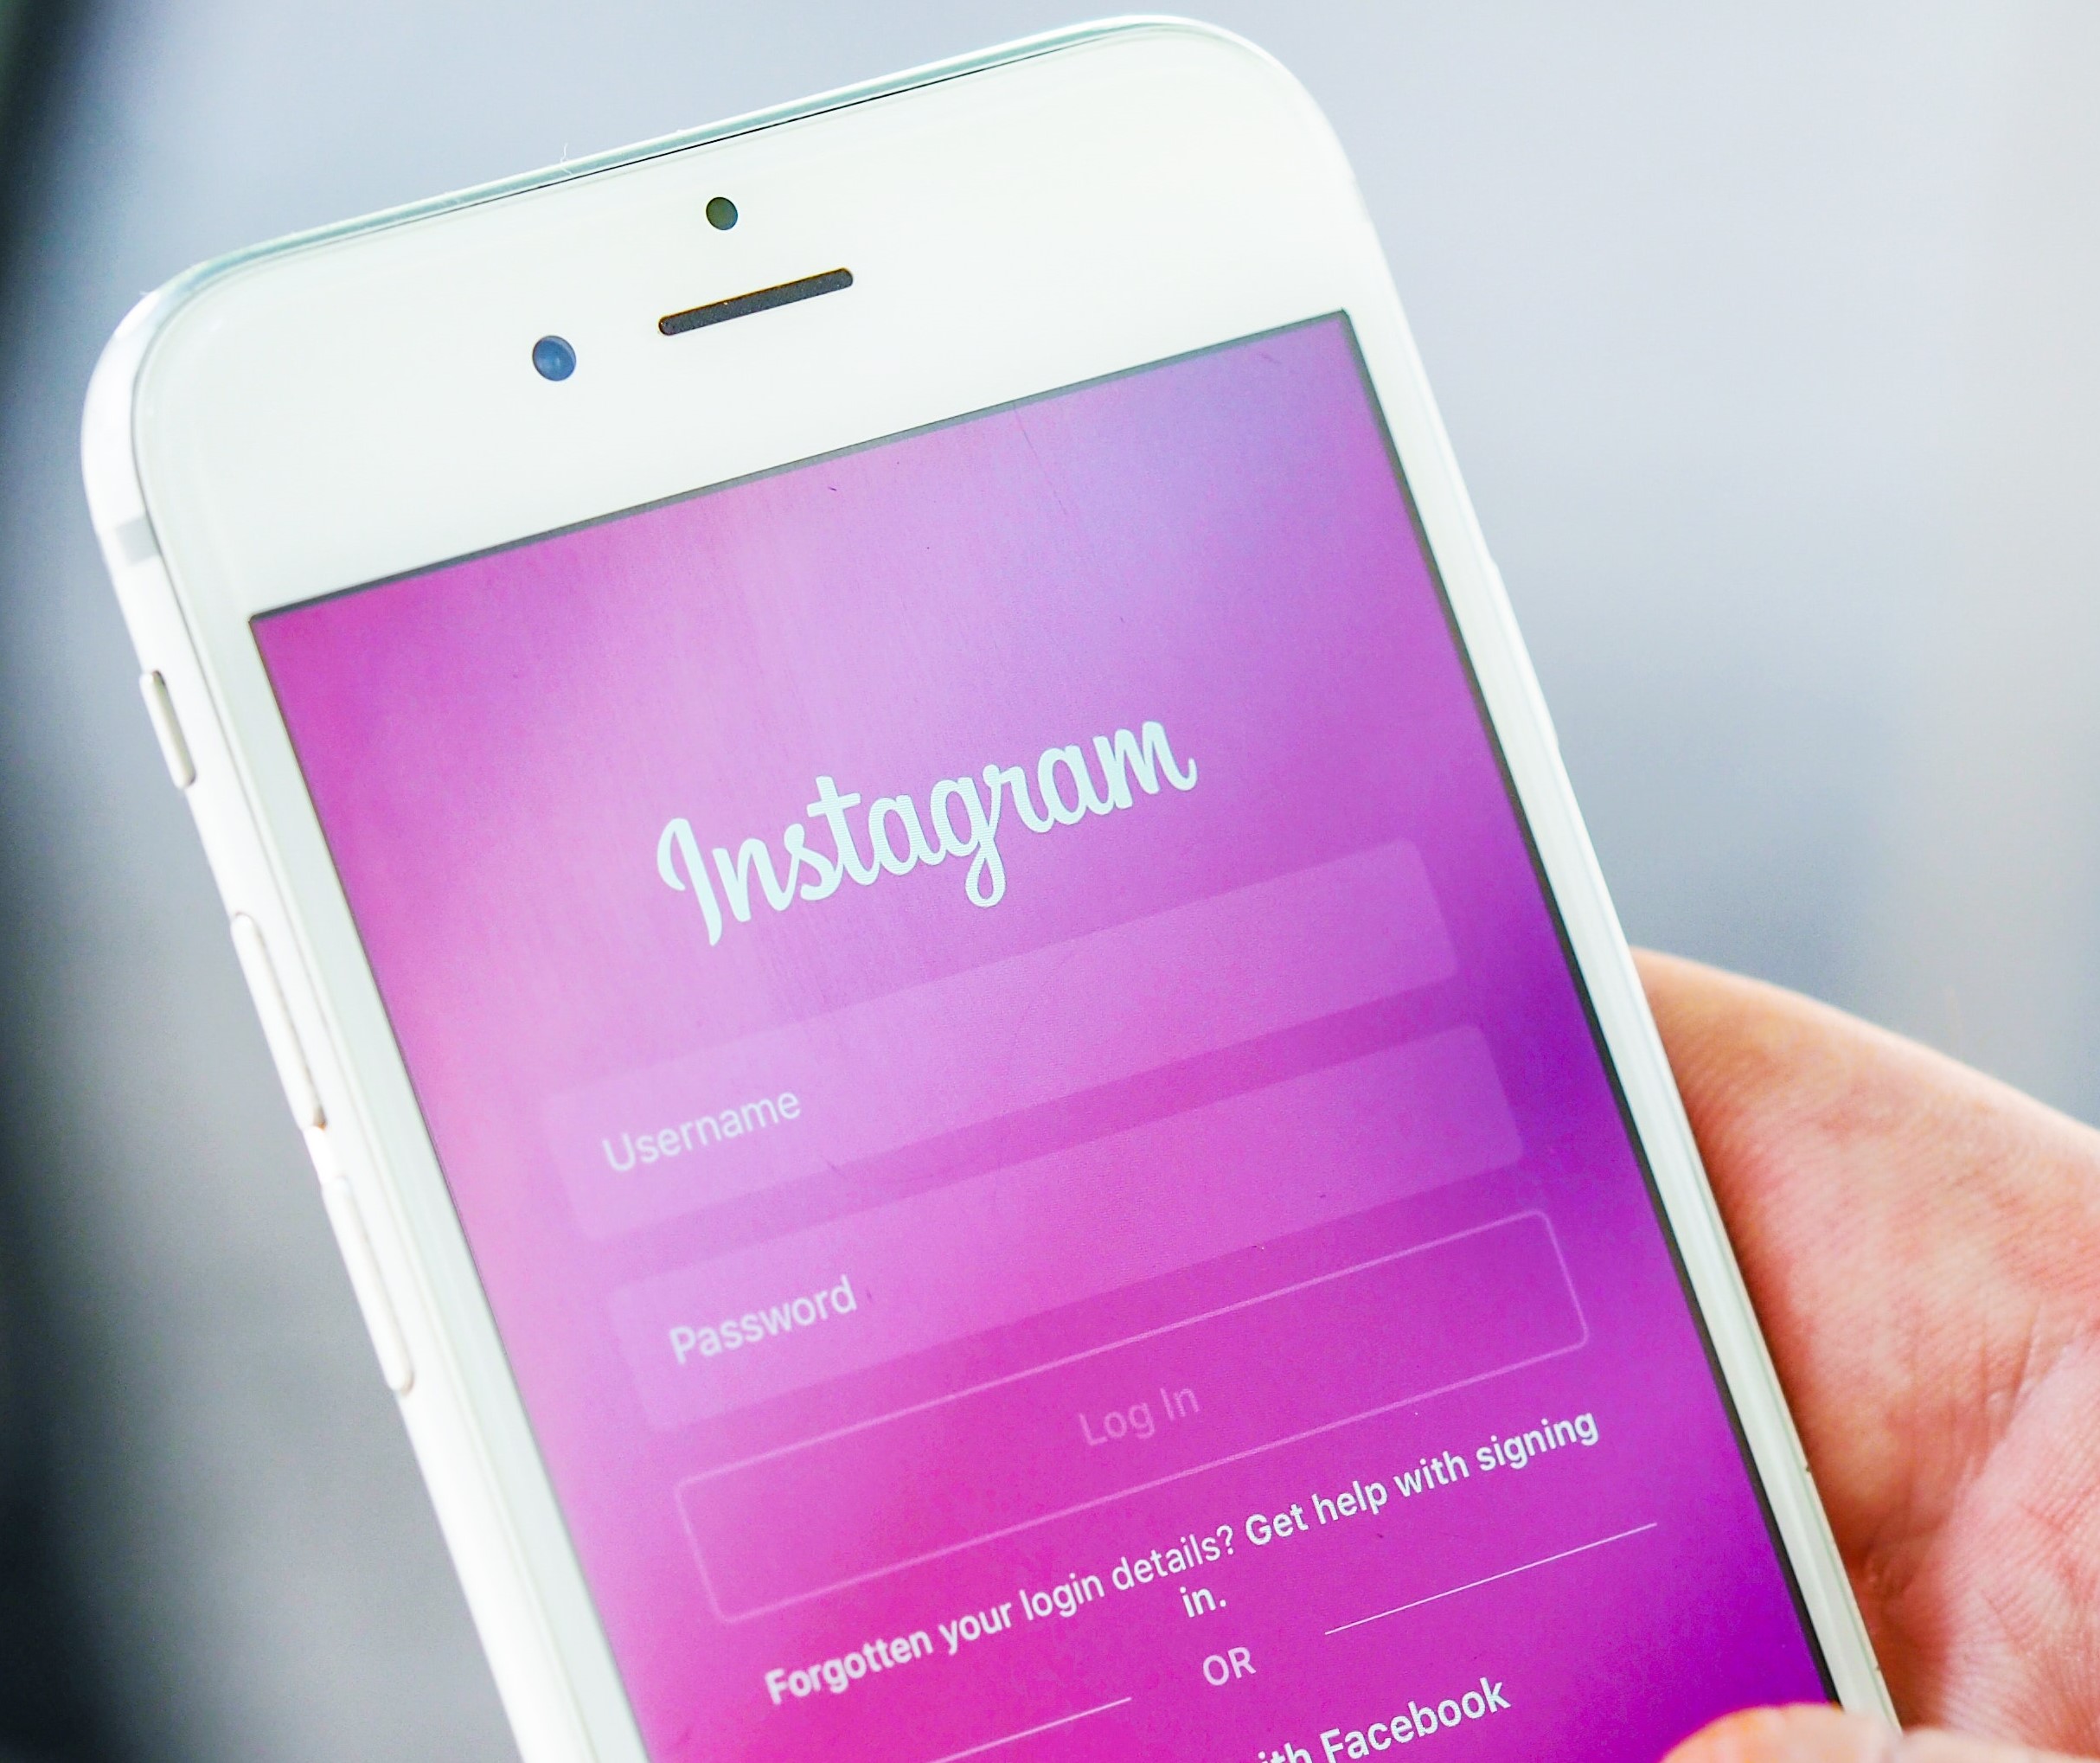 Instagram
Username
Password
Log In
Forgotten your login details? Get help with signing
in.
OR
Facebook